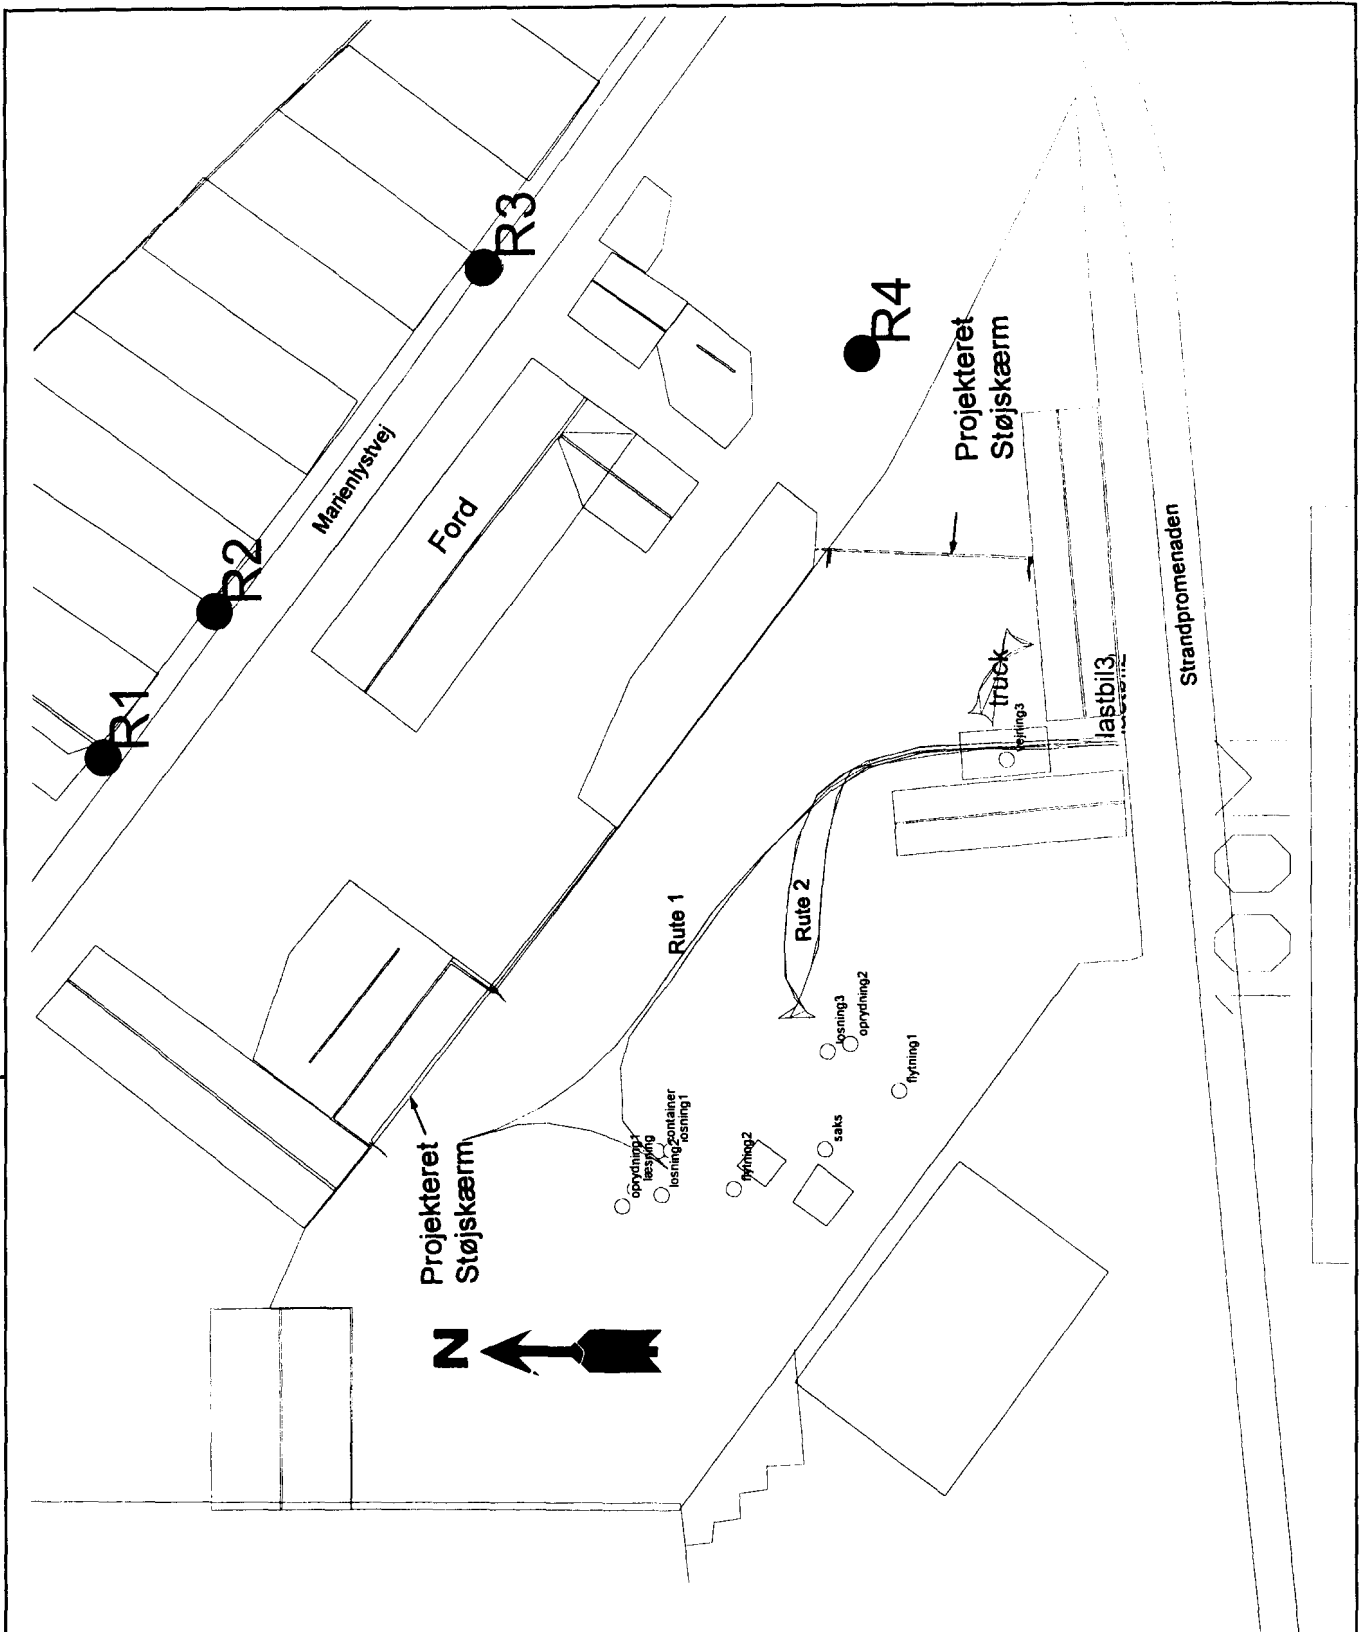 R1
R2
R3
R4
Marienlystvej
Ford
Projekteret
Støjskærm
truck
vejning3
lastbil3
Strandpromenaden
Rute 1
Rute 2
losning3
oprydning2
flytning1
saks
flytning2
container
losning1
oprydning1
læsning
losning2
Projekteret
Støjskærm
N